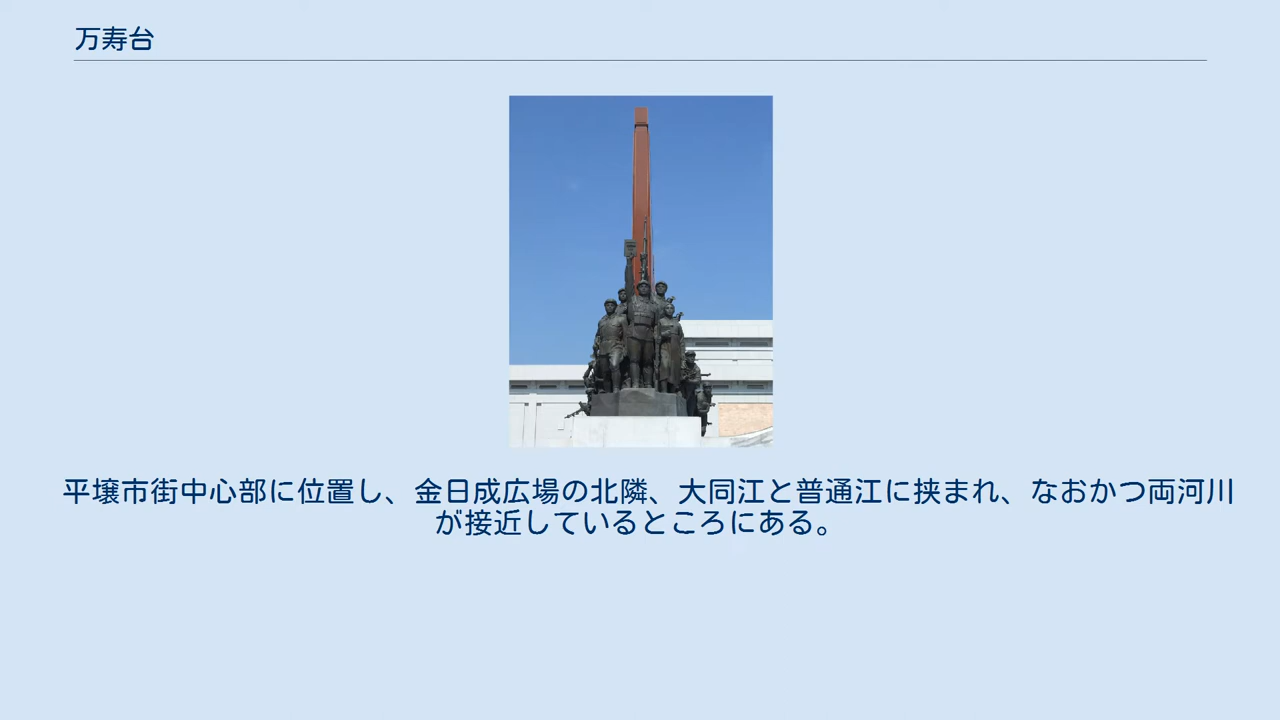 万寿台
平壌市街中心部に位置し、金日成広場の北隣、大同江と普通江に挟まれ、なおかつ両河川
が接近しているところにある。